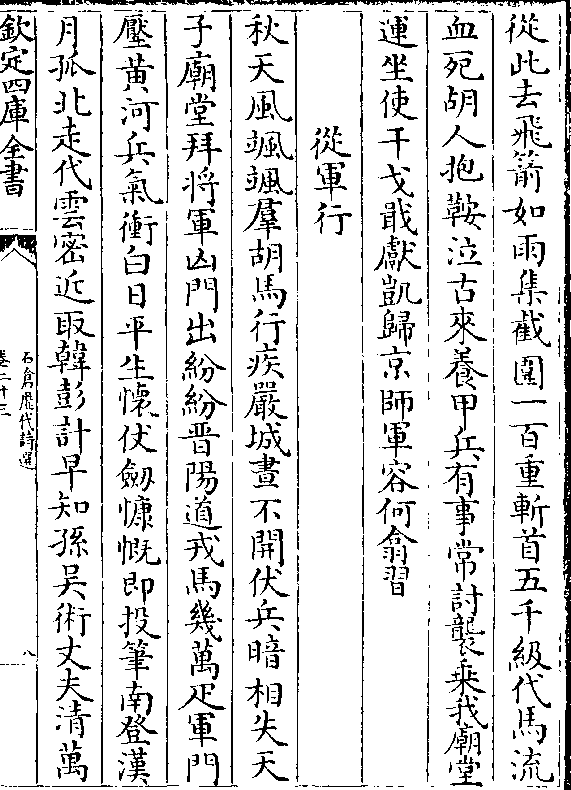 從此去飛箭如雨集截圍一百重斬首五千級代馬流
血死胡人抱鞍泣古來養甲兵有事常討襲乗我廟堂
運坐使干戈戢獻凱歸京師軍容何翕習
從軍行
秋天風颯颯羣胡馬行疾嚴城晝不開伏兵暗相失天
子廟堂拜將軍凶門出紛紛晋陽道戎馬幾萬疋軍門
壓黄河兵氣衝白日平生懐仗劒慷慨即投筆南登漢
月孤北走代雲密近取韓彭計早知孫吳術丈夫清萬
欽定四庫全書
石倉歷代詩選
卷二十三
八